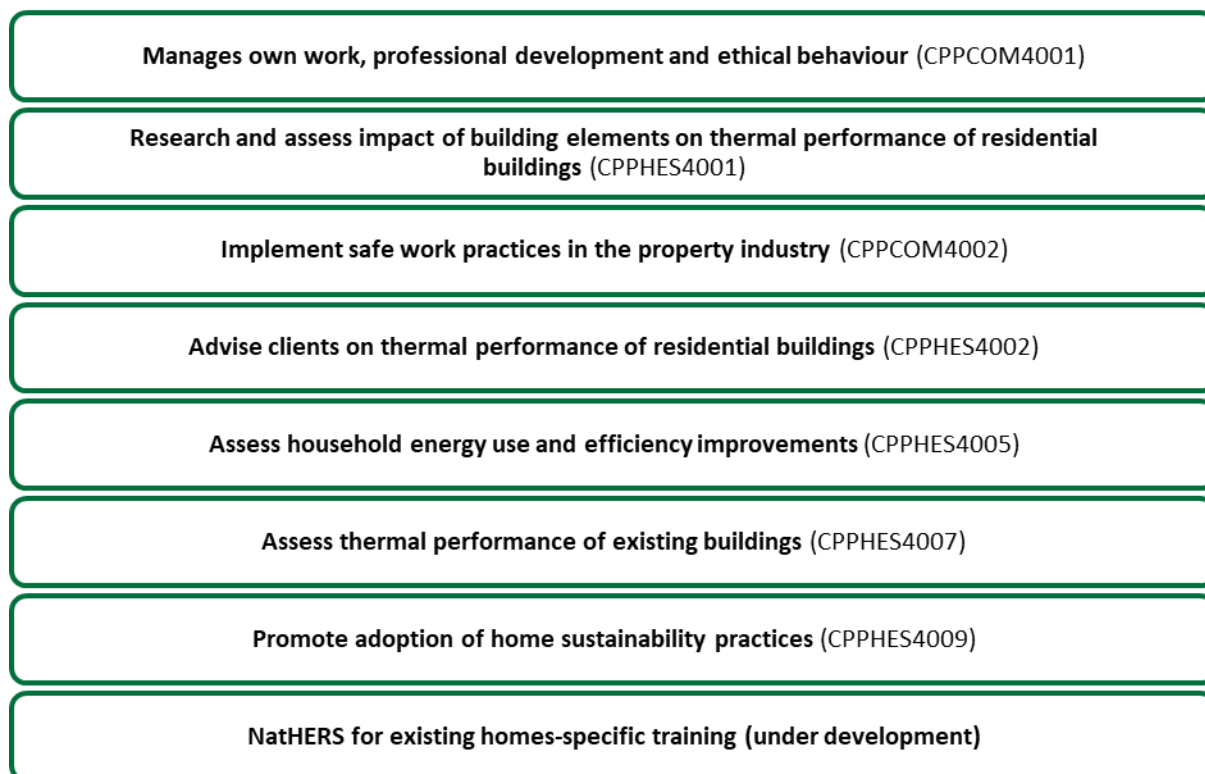 Manages own work, professional development and ethical behaviour (CPPCOM4001)
Research and assess impact of building elements on thermal performance of residential
buildings (CPPHES4001)
Implement safe work practices in the property industry (CPPCOM4002)
Advise clients on thermal performance of residential buildings (CPPHES4002)
Assess household energy use and efficiency improvements (CPPHES4005)
Assess thermal performance of existing buildings (CPPHES4007)
Promote adoption of home sustainability practices (CPPHES4009)
NatHERS for existing homes-specific training (under development)